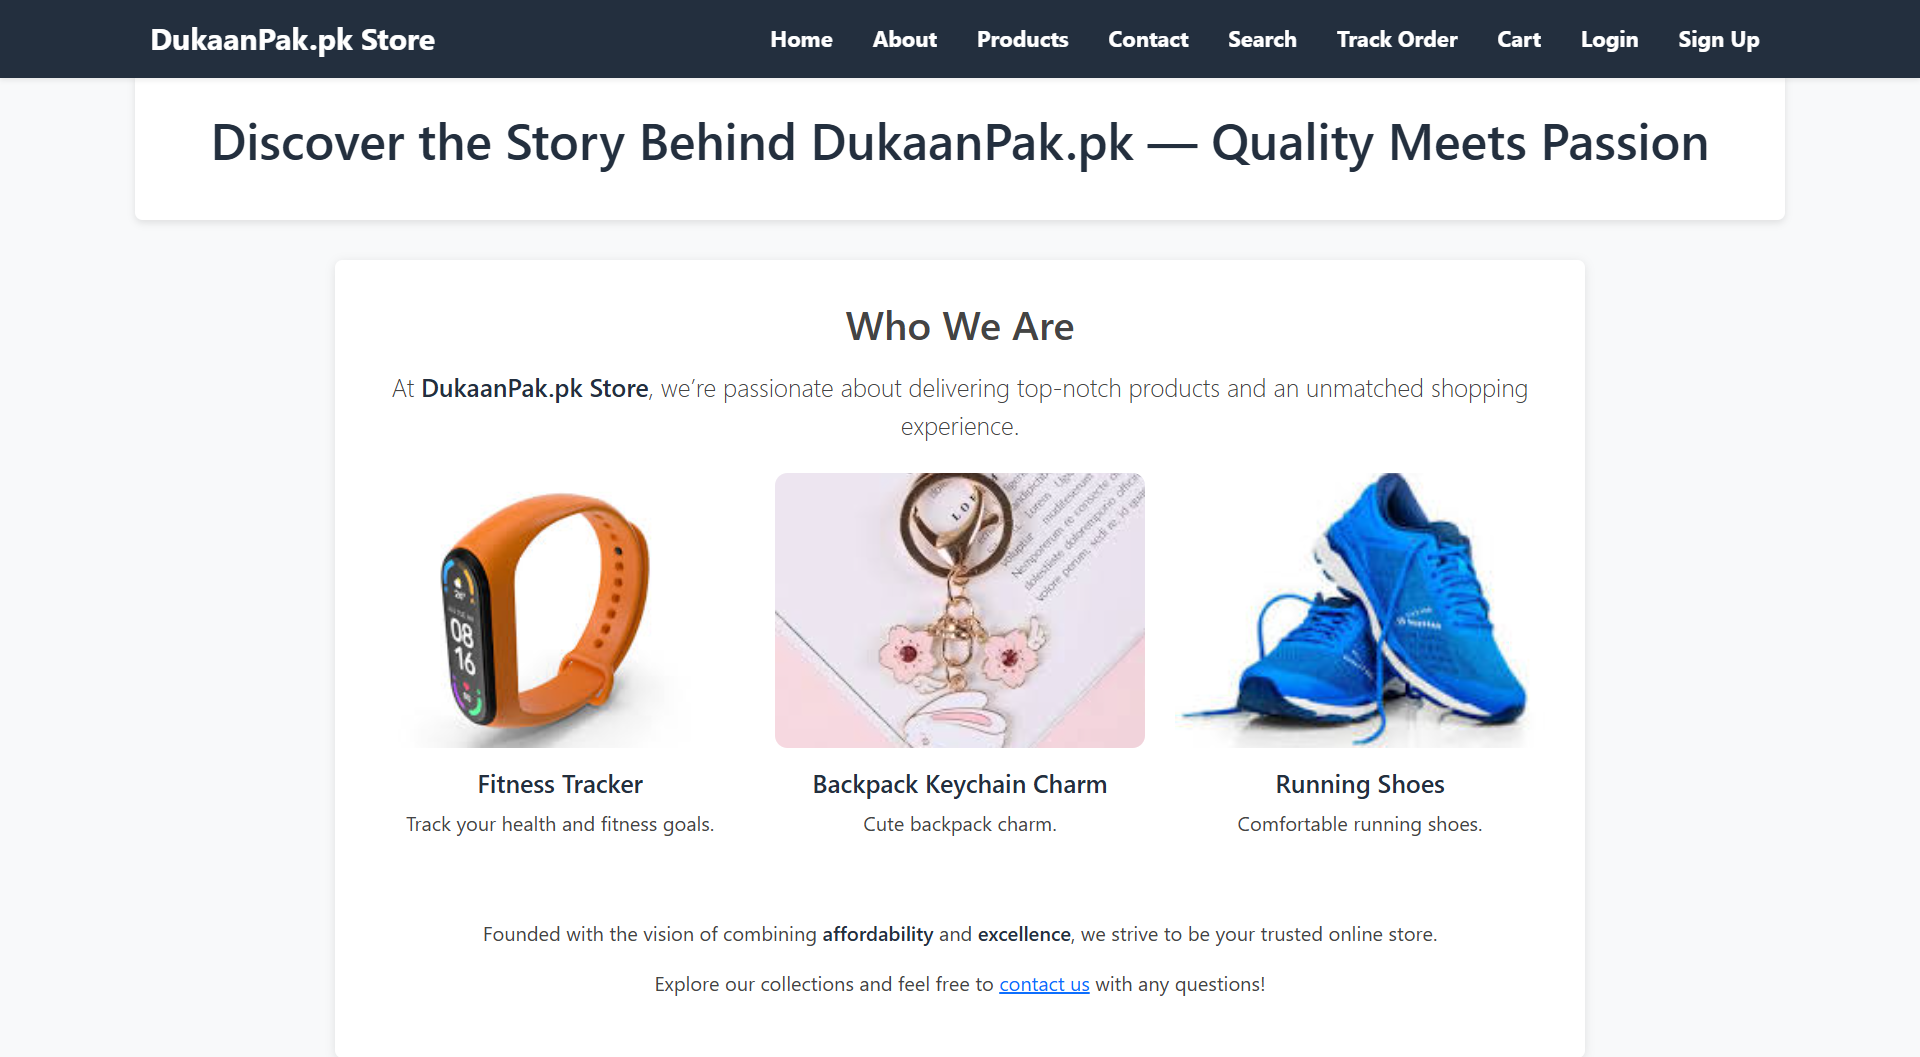 DukaanPak.pk Store
Home About Products Contact Search Track Order Cart Login Sign Up
Discover the Story Behind DukaanPak.pk — Quality Meets Passion
Who We Are
At DukaanPak.pk Store, we’re passionate about delivering top-notch products and an unmatched shopping
experience.
08
16
Fitness Tracker
Backpack Keychain Charm
Running Shoes
Track your health and fitness goals.
Cute backpack charm.
Comfortable running shoes.
Founded with the vision of combining affordability and excellence, we strive to be your trusted online store.
Explore our collections and feel free to contact us with any questions!